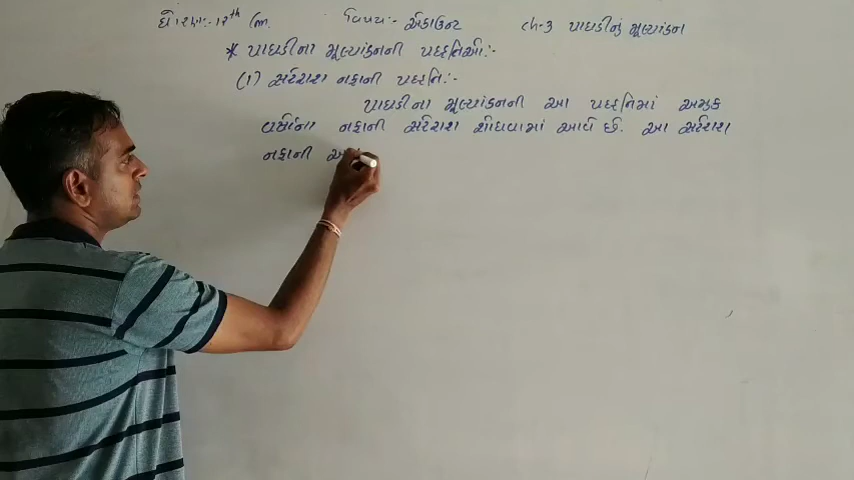 ધોરણ:- 12th Com. વિષય:- એકાઉન્ટ ch-3 પાઘડીનું મૂલ્યાંકન
* પાઘડીના મૂલ્યાંકનની પદ્ધતિઓ:-
(1) સરેરાશ નફાની પદ્ધતિ:-
પાઘડીના મૂલ્યાંકનની આ પદ્ધતિમાં અમુક
વર્ષોના નફાની સરેરાશ શોધવામાં આવે છે. આ સરેરાશ
નફાની